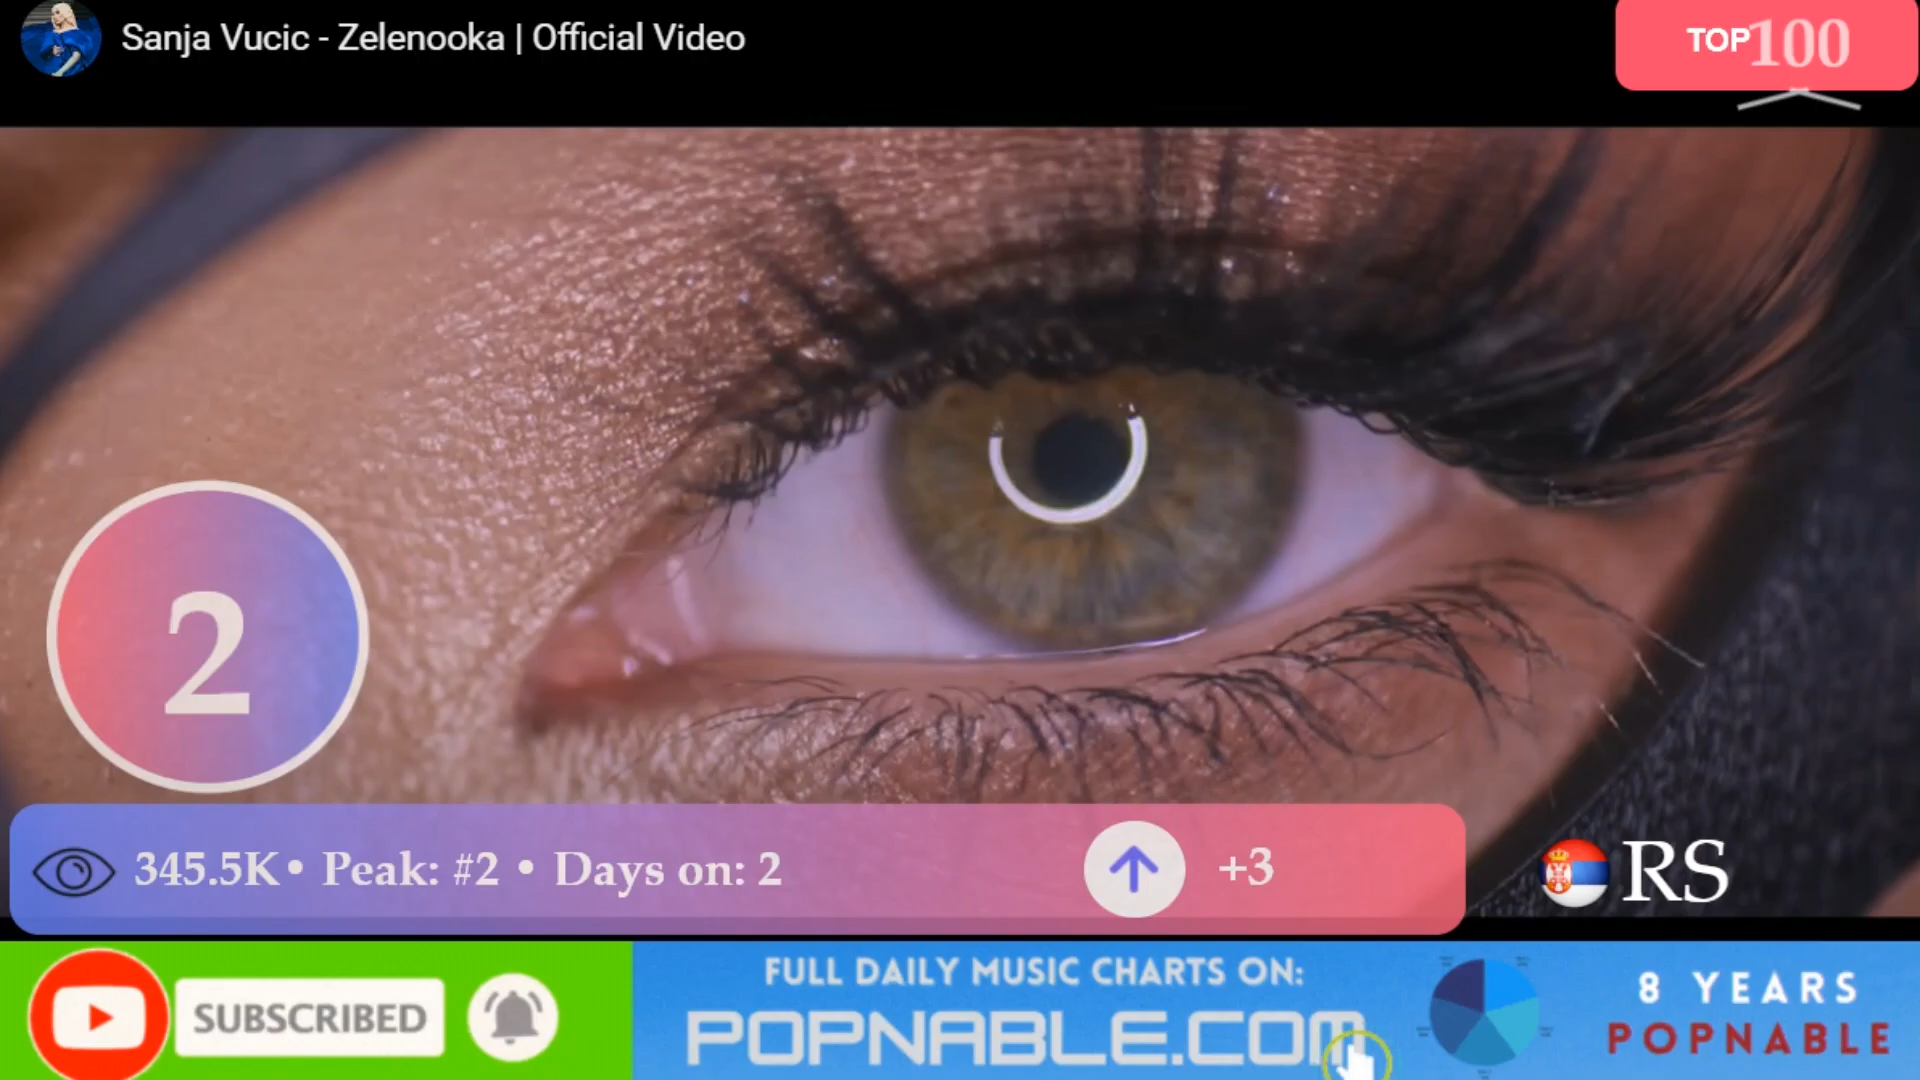 Sanja Vucic - Zelenooka | Official Video
TOP100
2
345.5K • Peak: #2 • Days on: 2
+3
RS
SUBSCRIBED
FULL DAILY MUSIC CHARTS ON:
POPNABLE.COM
8 YEARS
POPNABLE